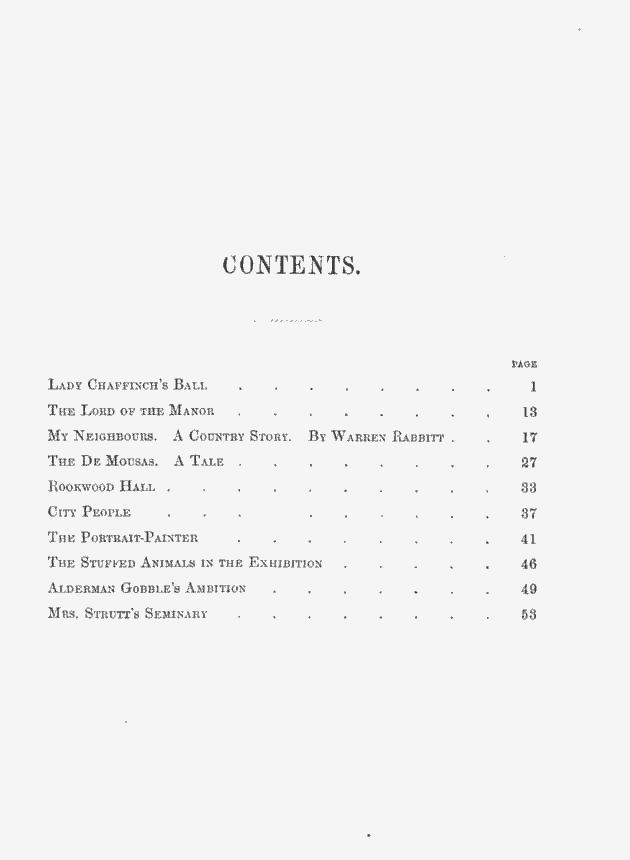 CONTENTS.
PAGE
LADY CHAFFINCH'S BALL . . . . . . . . 1
THE LORD OF THE MANOR . . . . . . . . 13
MY NEIGHBOURS. A COUNTRY STORY. BY WARREN RABBITT . . 17
THE DE MOUSAS. A TALE . . . . . . . . 27
ROOKWOOD HALL . . . . . . . . . . 33
CITY PEOPLE . . . . . . . . . 37
THE PORTRAIT-PAINTER . . . . . . . . 41
THE STUFFED ANIMALS IN THE EXHIBITION . . . . . 46
ALDERMAN GOBBLE'S AMBITION . . . . . . . 49
MRS. STRUTT'S SEMINARY . . . . . . . . 53